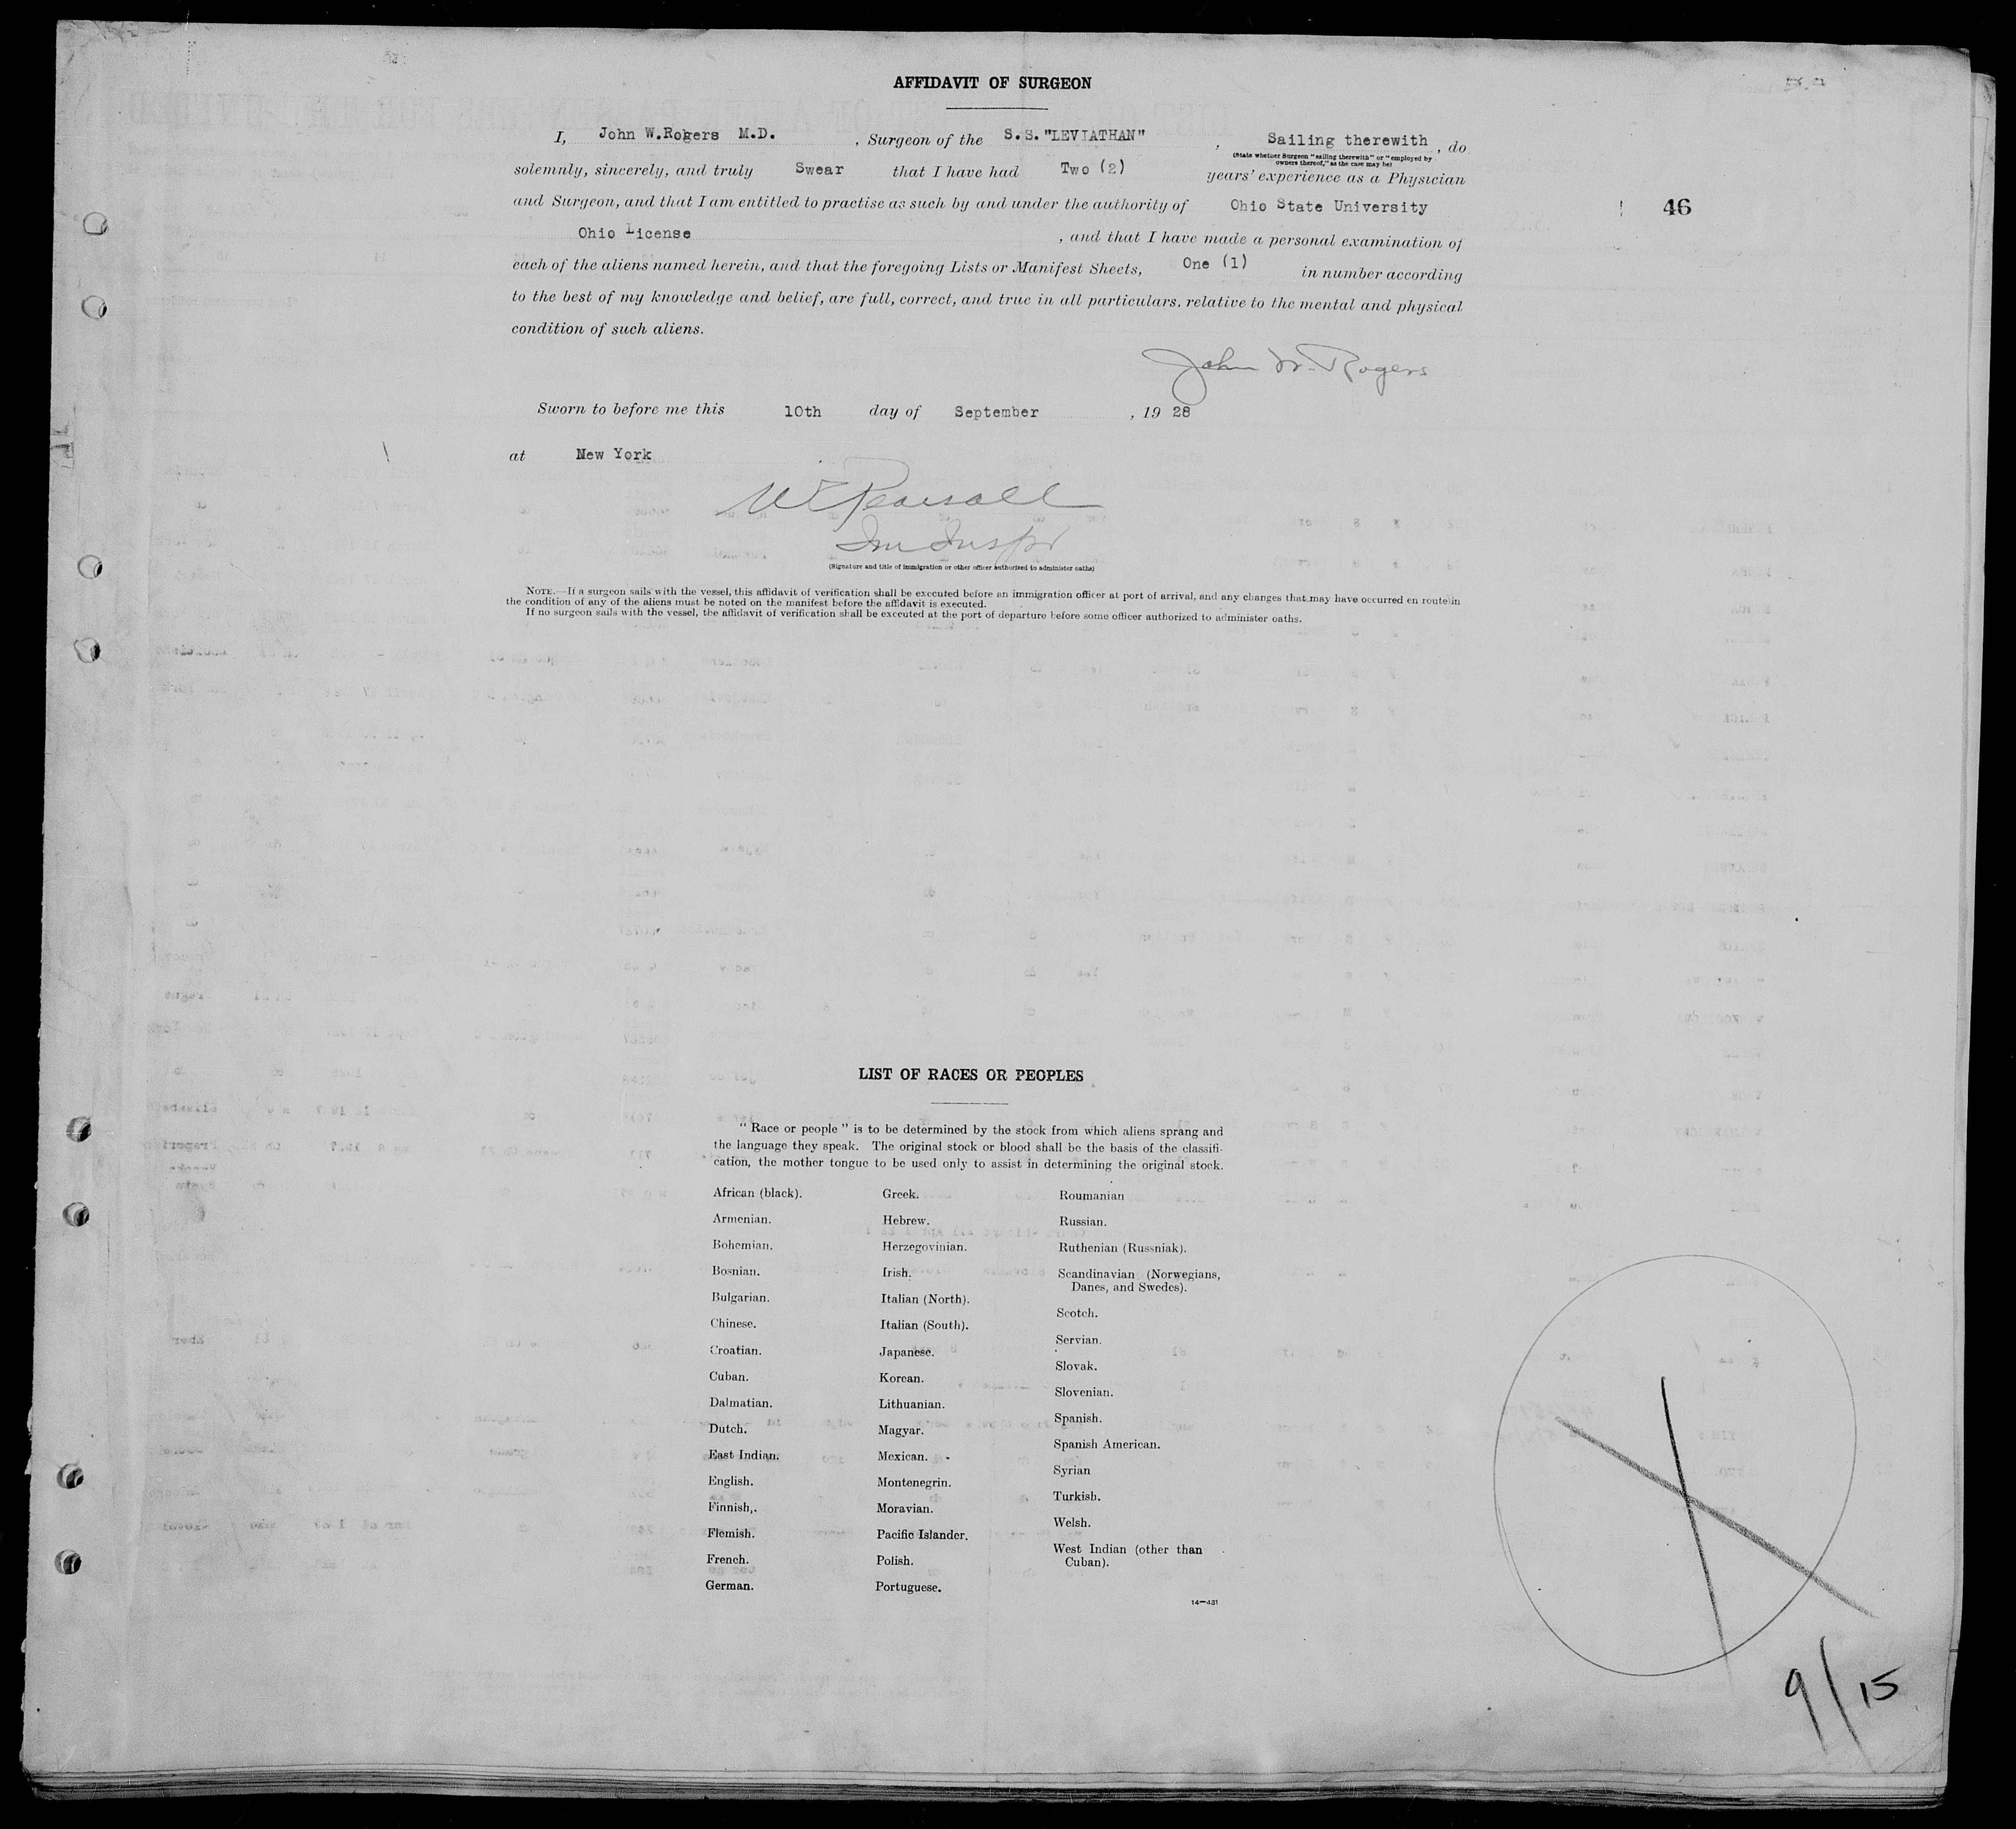 AFFIDAVIT OF SURGEON
I, John W.Rogers M.D. , Surgeon of the S.S."LEVIATHAN" , Sailing therewith , do
(State whether Surgeon "sailing therewith" or "employed by
owners thereof," as the case may be)
solemnly, sincerely, and truly Swear that I have had Two (2) years' experience as a Physician
and Surgeon, and that I am entitled to practise as such by and under the authority of Ohio State University
46
Ohio License , and that I have made a personal examination of
each of the aliens named herein, and that the foregoing Lists or Manifest Sheets, One (1) in number according
to the best of my knowledge and belief, are full, correct, and true in all particulars, relative to the mental and physical
condition of such aliens.
John W. Rogers
Sworn to before me this 10th day of September , 19 28
at New York
Pearsall
Im Inspr
(Signature and title of immigration or other officer authorized to administer oaths)
NOTE.—If a surgeon sails with the vessel, this affidavit of verification shall be executed before an immigration officer at port of arrival, and any changes that may have occurred en route in
the condition of any of the aliens must be noted on the manifest before the affidavit is executed.
If no surgeon sails with the vessel, the affidavit of verification shall be executed at the port of departure before some officer authorized to administer oaths.
LIST OF RACES OR PEOPLES
"Race or people" is to be determined by the stock from which aliens sprang and
the language they speak. The original stock or blood shall be the basis of the classifi-
cation, the mother tongue to be used only to assist in determining the original stock.
African (black).
Armenian.
Bohemian.
Bosnian.
Bulgarian.
Chinese.
Croatian.
Cuban.
Dalmatian.
Dutch.
East Indian.
English.
Finnish,.
Flemish.
French.
German.
Greek.
Hebrew.
Herzegovinian.
Irish.
Italian (North).
Italian (South).
Japanese.
Korean.
Lithuanian.
Magyar.
Mexican.
Montenegrin.
Moravian.
Pacific Islander.
Polish.
Portuguese.
Roumanian
Russian.
Ruthenian (Russniak).
Scandinavian (Norwegians,
Danes, and Swedes).
Scotch.
Servian.
Slovak.
Slovenian.
Spanish.
Spanish American.
Syrian
Turkish.
Welsh.
West Indian (other than
Cuban).
14—431
9/15